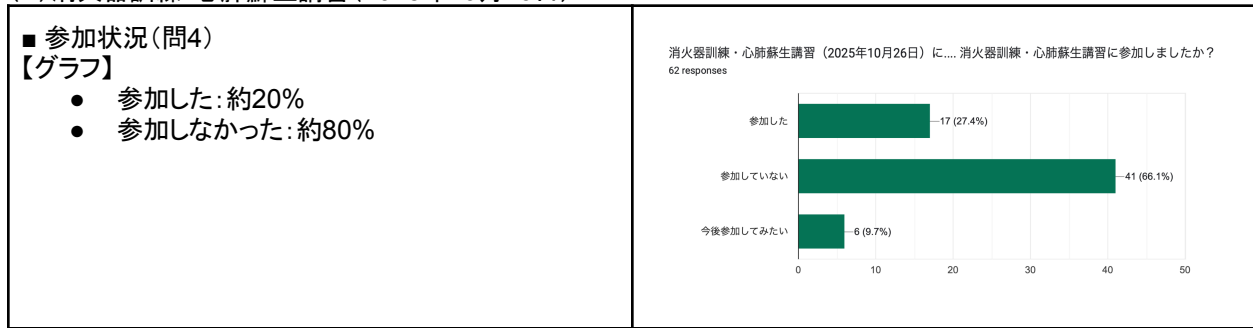 ■ 参加状況（問4）
【グラフ】
● 参加した：約20%
● 参加しなかった：約80%
消火器訓練・心肺蘇生講習（2025年10月26日）に.... 消火器訓練・心肺蘇生講習に参加しましたか？
62 responses
参加した
17 (27.4%)
参加していない
41 (66.1%)
今後参加してみたい
6 (9.7%)
0 10 20 30 40 50